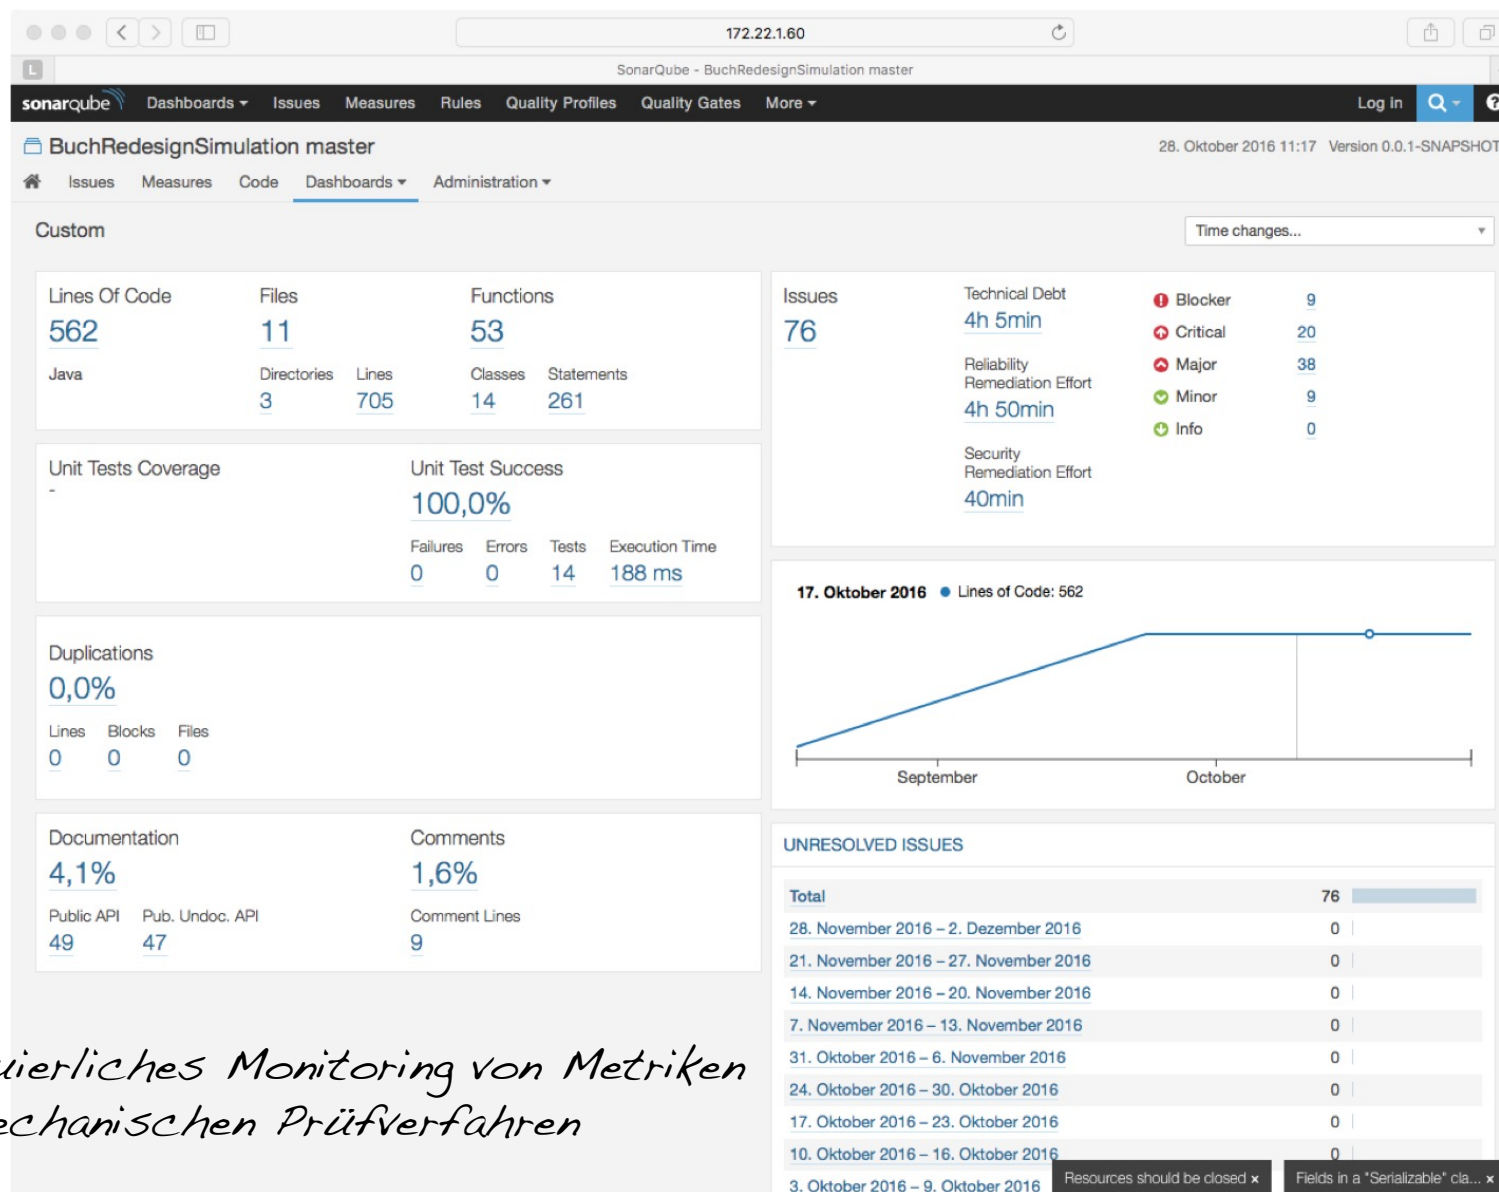 172.22.1.60
L
SonarQube - BuchRedesignSimulation master
sonarqube Dashboards Issues Measures Rules Quality Profiles Quality Gates More Log in
BuchRedesignSimulation master
28. Oktober 2016 11:17 Version 0.0.1-SNAPSHOT
Issues Measures Code Dashboards Administration
Custom
Time changes...
Lines Of Code Files Functions
562 11 53
Java Directories Lines Classes Statements
3 705 14 261
Unit Tests Coverage Unit Test Success
- 100,0%
Failures Errors Tests Execution Time
0 0 14 188 ms
Duplications
0,0%
Lines Blocks Files
0 0 0
Documentation Comments
4,1% 1,6%
Public API Pub. Undoc. API Comment Lines
49 47 9
Issues
76
Technical Debt
4h 5min
Reliability
Remediation Effort
4h 50min
Security
Remediation Effort
40min
Blocker 9
Critical 20
Major 38
Minor 9
Info 0
17. Oktober 2016 Lines of Code: 562
September October
UNRESOLVED ISSUES
Total 76
28. November 2016 – 2. Dezember 2016 0
21. November 2016 – 27. November 2016 0
14. November 2016 – 20. November 2016 0
7. November 2016 – 13. November 2016 0
31. Oktober 2016 – 6. November 2016 0
24. Oktober 2016 – 30. Oktober 2016 0
17. Oktober 2016 – 23. Oktober 2016 0
10. Oktober 2016 – 16. Oktober 2016 0
3. Oktober 2016 – 9. Oktober 2016
Resources should be closed x
Fields in a "Serializable" cla... x
uierliches Monitoring von Metriken
echanischen Prüfverfahren